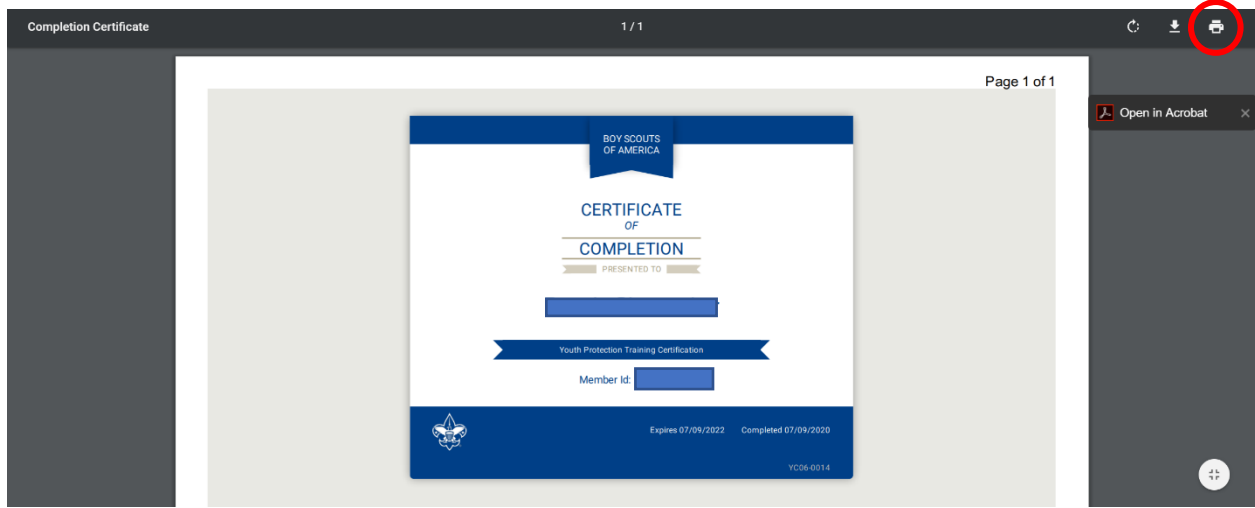 Completion Certificate
1 / 1
Page 1 of 1
Open in Acrobat
BOY SCOUTS
OF AMERICA
CERTIFICATE
OF
COMPLETION
PRESENTED TO
Youth Protection Training Certification
Member Id:
Expires 07/09/2022 Completed 07/09/2020
YC06-0014